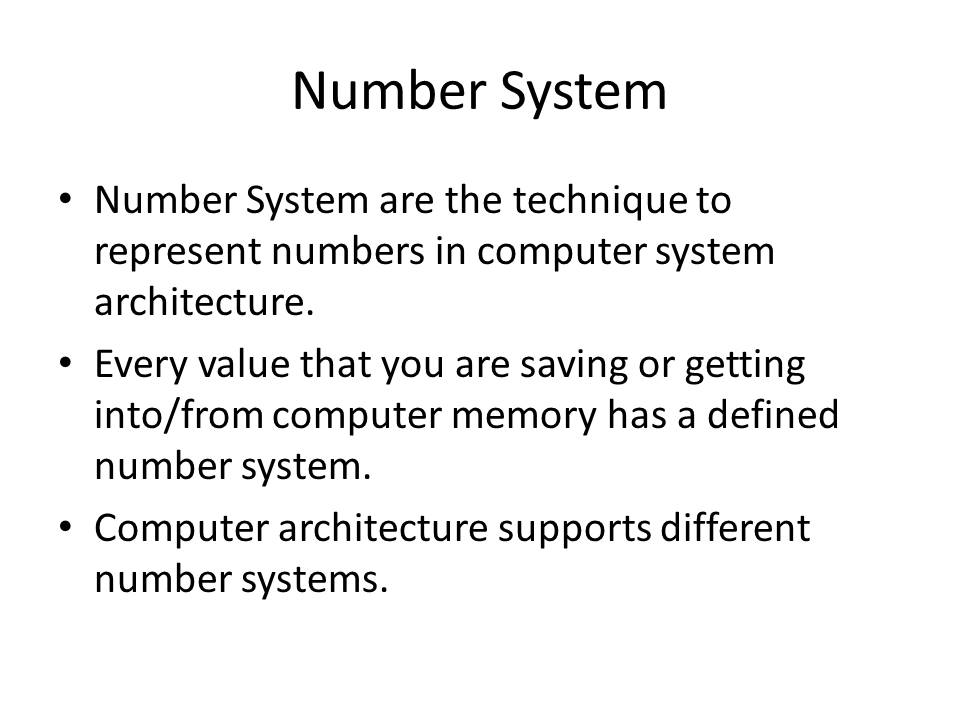 Number System
• Number System are the technique to
represent numbers in computer system
architecture.
• Every value that you are saving or getting
into/from computer memory has a defined
number system.
• Computer architecture supports different
number systems.